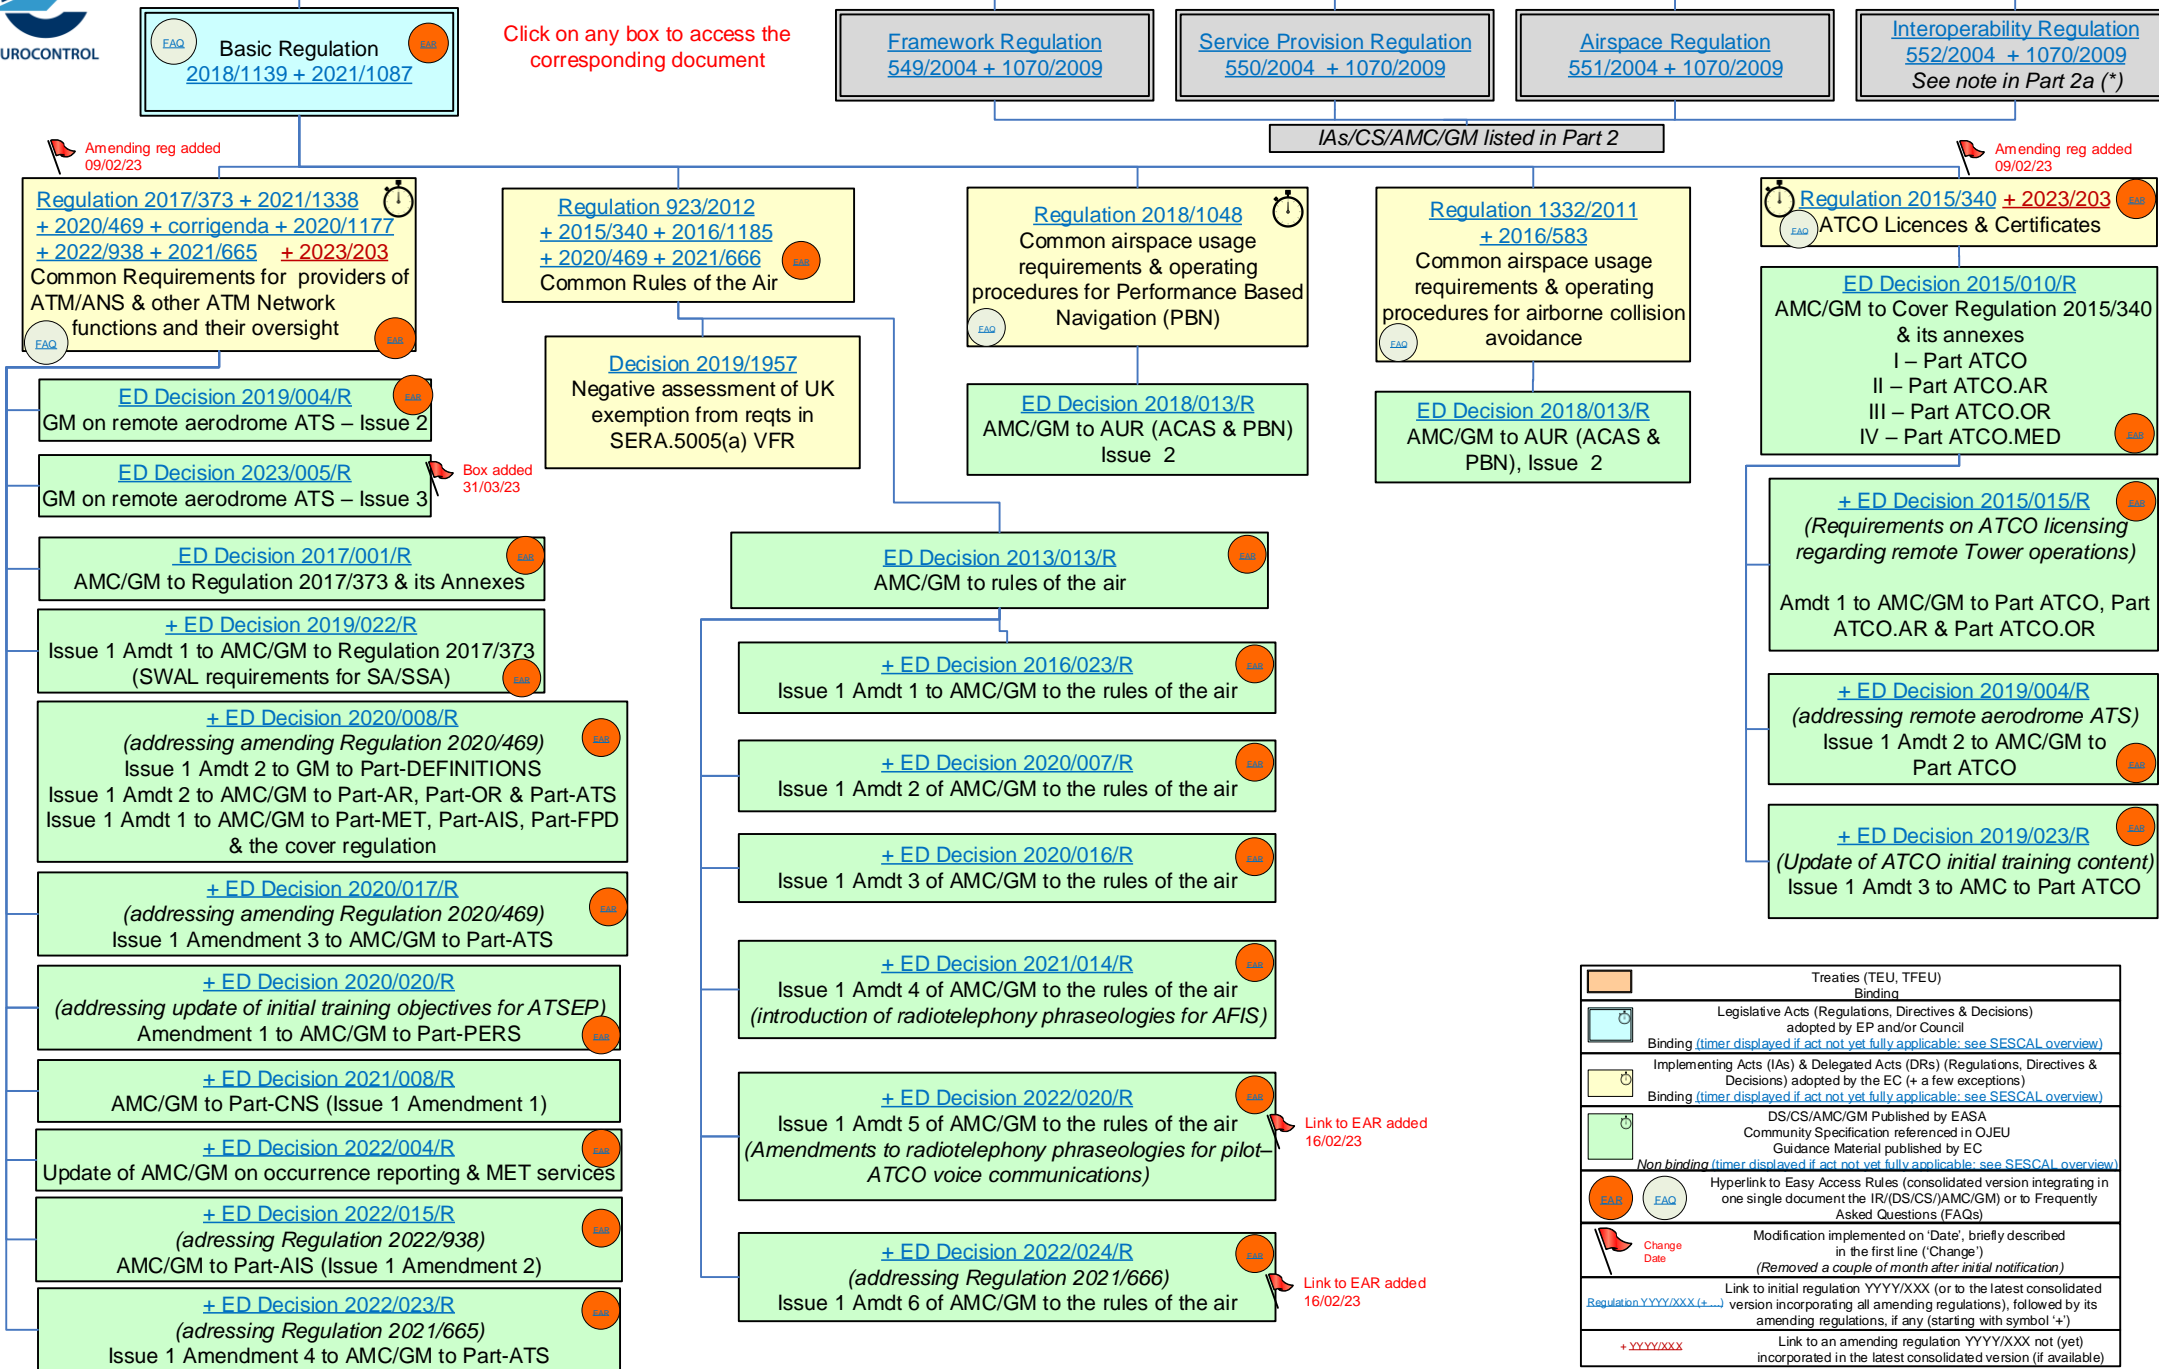 UROCONTROL
FAQ
Basic Regulation
EAR
2018/1139 + 2021/1087
Click on any box to access the
corresponding document
Framework Regulation
549/2004 + 1070/2009
Service Provision Regulation
550/2004 + 1070/2009
Airspace Regulation
551/2004 + 1070/2009
Interoperability Regulation
552/2004 + 1070/2009
See note in Part 2a (*)
IAs/CS/AMC/GM listed in Part 2
Amending reg added
09/02/23
Regulation 2017/373 + 2021/1338
+ 2020/469 + corrigenda + 2020/1177
+ 2022/938 + 2021/665 + 2023/203
Common Requirements for providers of
ATM/ANS & other ATM Network
functions and their oversight
FAQ
EAR
Regulation 923/2012
+ 2015/340 + 2016/1185
+ 2020/469 + 2021/666
EAR
Common Rules of the Air
Regulation 2018/1048
Common airspace usage
requirements & operating
procedures for Performance Based
Navigation (PBN)
FAQ
Regulation 1332/2011
+ 2016/583
Common airspace usage
requirements & operating
procedures for airborne collision
avoidance
FAQ
Amending reg added
09/02/23
Regulation 2015/340 + 2023/203
EAR
FAQ
ATCO Licences & Certificates
ED Decision 2019/004/R
EAR
GM on remote aerodrome ATS – Issue 2
ED Decision 2023/005/R
GM on remote aerodrome ATS – Issue 3
Box added
31/03/23
ED Decision 2017/001/R
EAR
AMC/GM to Regulation 2017/373 & its Annexes
+ ED Decision 2019/022/R
Issue 1 Amdt 1 to AMC/GM to Regulation 2017/373
(SWAL requirements for SA/SSA)
EAR
+ ED Decision 2020/008/R
(addressing amending Regulation 2020/469)
EAR
Issue 1 Amdt 2 to GM to Part-DEFINITIONS
Issue 1 Amdt 2 to AMC/GM to Part-AR, Part-OR & Part-ATS
Issue 1 Amdt 1 to AMC/GM to Part-MET, Part-AIS, Part-FPD
& the cover regulation
+ ED Decision 2020/017/R
(addressing amending Regulation 2020/469)
EAR
Issue 1 Amendment 3 to AMC/GM to Part-ATS
+ ED Decision 2020/020/R
(addressing update of initial training objectives for ATSEP)
Amendment 1 to AMC/GM to Part-PERS
EAR
+ ED Decision 2021/008/R
AMC/GM to Part-CNS (Issue 1 Amendment 1)
+ ED Decision 2022/004/R
EAR
Update of AMC/GM on occurrence reporting & MET services
+ ED Decision 2022/015/R
(adressing Regulation 2022/938)
EAR
AMC/GM to Part-AIS (Issue 1 Amendment 2)
+ ED Decision 2022/023/R
EAR
(adressing Regulation 2021/665)
Issue 1 Amendment 4 to AMC/GM to Part-ATS
Decision 2019/1957
Negative assessment of UK
exemption from reqts in
SERA.5005(a) VFR
ED Decision 2013/013/R
EAR
AMC/GM to rules of the air
+ ED Decision 2016/023/R
EAR
Issue 1 Amdt 1 to AMC/GM to the rules of the air
+ ED Decision 2020/007/R
EAR
Issue 1 Amdt 2 of AMC/GM to the rules of the air
+ ED Decision 2020/016/R
EAR
Issue 1 Amdt 3 of AMC/GM to the rules of the air
+ ED Decision 2021/014/R
EAR
Issue 1 Amdt 4 of AMC/GM to the rules of the air
(introduction of radiotelephony phraseologies for AFIS)
+ ED Decision 2022/020/R
EAR
Issue 1 Amdt 5 of AMC/GM to the rules of the air
(Amendments to radiotelephony phraseologies for pilot–
ATCO voice communications)
Link to EAR added
16/02/23
+ ED Decision 2022/024/R
EAR
(addressing Regulation 2021/666)
Issue 1 Amdt 6 of AMC/GM to the rules of the air
Link to EAR added
16/02/23
ED Decision 2018/013/R
AMC/GM to AUR (ACAS & PBN)
Issue 2
ED Decision 2018/013/R
AMC/GM to AUR (ACAS &
PBN), Issue 2
ED Decision 2015/010/R
AMC/GM to Cover Regulation 2015/340
& its annexes
I – Part ATCO
II – Part ATCO.AR
III – Part ATCO.OR
IV – Part ATCO.MED
EAR
+ ED Decision 2015/015/R
EAR
(Requirements on ATCO licensing
regarding remote Tower operations)
Amdt 1 to AMC/GM to Part ATCO, Part
ATCO.AR & Part ATCO.OR
+ ED Decision 2019/004/R
(addressing remote aerodrome ATS)
Issue 1 Amdt 2 to AMC/GM to
Part ATCO
EAR
+ ED Decision 2019/023/R
EAR
(Update of ATCO initial training content)
Issue 1 Amdt 3 to AMC to Part ATCO
Treaties (TEU, TFEU)
Binding
Legislative Acts (Regulations, Directives & Decisions)
adopted by EP and/or Council
Binding (timer displayed if act not yet fully applicable: see SESCAL overview)
Implementing Acts (IAs) & Delegated Acts (DRs) (Regulations, Directives &
Decisions) adopted by the EC (+ a few exceptions)
Binding (timer displayed if act not yet fully applicable: see SESCAL overview)
DS/CS/AMC/GM Published by EASA
Community Specification referenced in OJEU
Guidance Material published by EC
Non binding (timer displayed if act not yet fully applicable: see SESCAL overview)
EAR
FAQ
Hyperlink to Easy Access Rules (consolidated version integrating in
one single document the IR/(DS/CS/)AMC/GM) or to Frequently
Asked Questions (FAQs)
Change
Date
Modification implemented on ‘Date’, briefly described
in the first line (‘Change’)
(Removed a couple of month after initial notification)
Regulation YYYY/XXX (+ ...)
Link to initial regulation YYYY/XXX (or to the latest consolidated
version incorporating all amending regulations), followed by its
amending regulations, if any (starting with symbol ‘+’)
+ YYYY/XXX
Link to an amending regulation YYYY/XXX not (yet)
incorporated in the latest consolidated version (if available)